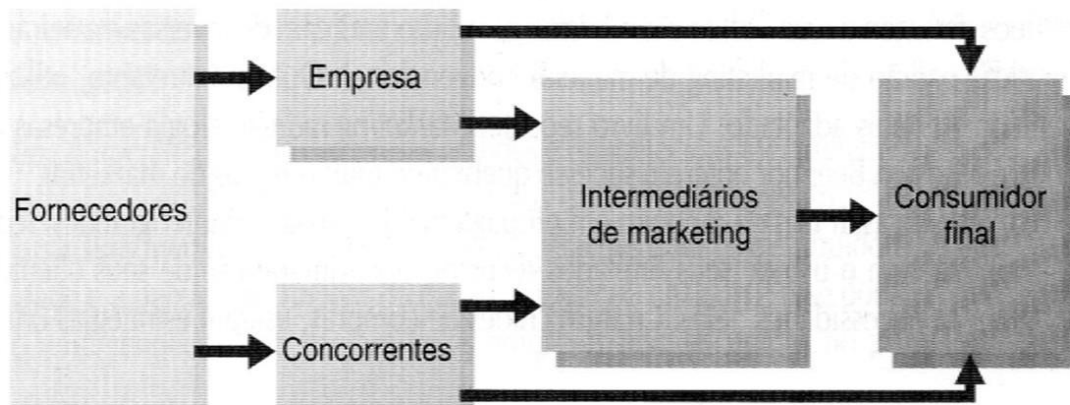 Fornecedores
Empresa
Concorrentes
Intermediários
de marketing
Consumidor
final